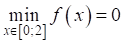 min f(x)=0
x∈[0;2]